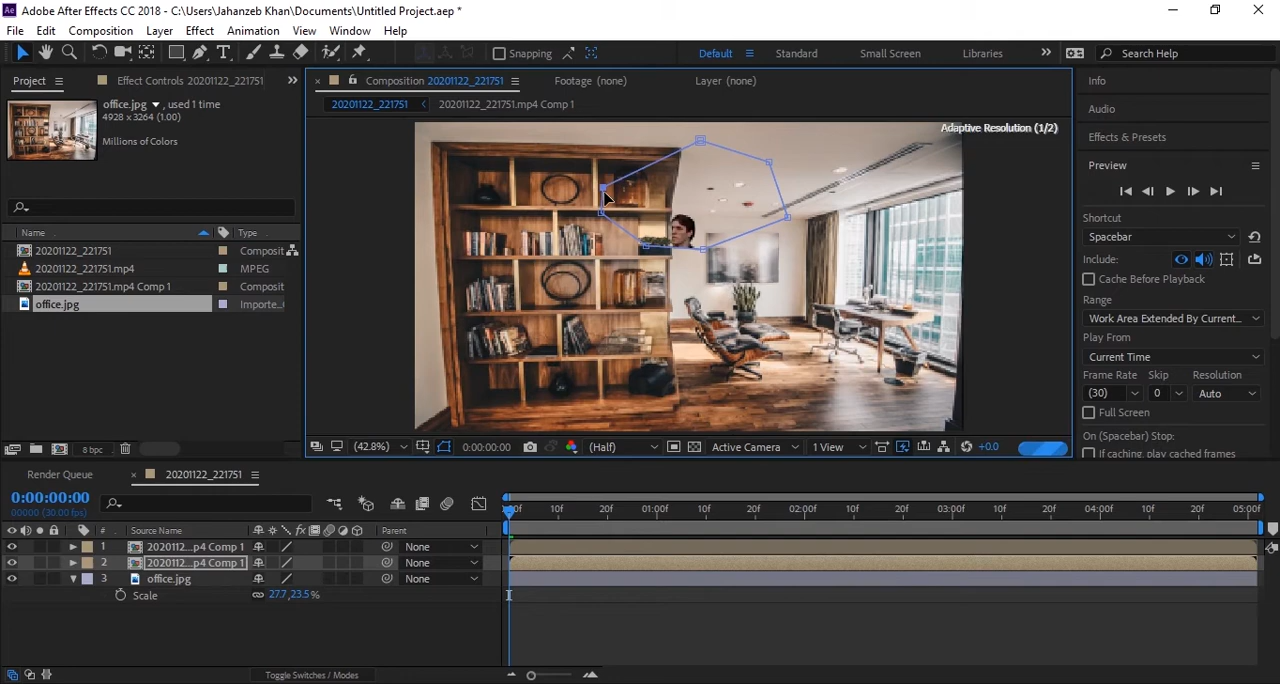 Adobe After Effects CC 2018 - C:\Users\Jahanzeb Khan\Documents\Untitled Project.aep *
File Edit Composition Layer Effect Animation View Window Help
Snapping Default Standard Small Screen Libraries Search Help
Project Effect Controls 20201122_221751
Composition 20201122_221751 Footage (none) Layer (none)
Info
office.jpg , used 1 time
4928 x 3264 (1.00)
Millions of Colors
20201122_221751 20201122_221751.mp4 Comp 1
Adaptive Resolution (1/2)
Audio
Effects & Presets
Preview
Shortcut
Spacebar
Include:
Cache Before Playback
Range
Work Area Extended By Current...
Play From
Current Time
Frame Rate Skip Resolution
(30) 0 Auto
Full Screen
On (Spacebar) Stop:
If caching, play cached frames
Name Type
20201122_221751 Composit
20201122_221751.mp4 MPEG
20201122_221751.mp4 Comp 1 Composit
office.jpg Importe...
8 bpc
(42.8%) 0:00:00:00 (Half) Active Camera 1 View +0.0
Render Queue 20201122_221751
0:00:00:00
00000 (30.00 fps)
# Source Name Parent
10f 20f 01:00f 10f 20f 02:00f 10f 20f 03:00f 10f 20f 04:00f 10f 20f 05:00f
1 2020112...p4 Comp 1 None
2 2020112...p4 Comp 1 None
3 office.jpg None
Scale 27.7,23.5%
Toggle Switches / Modes